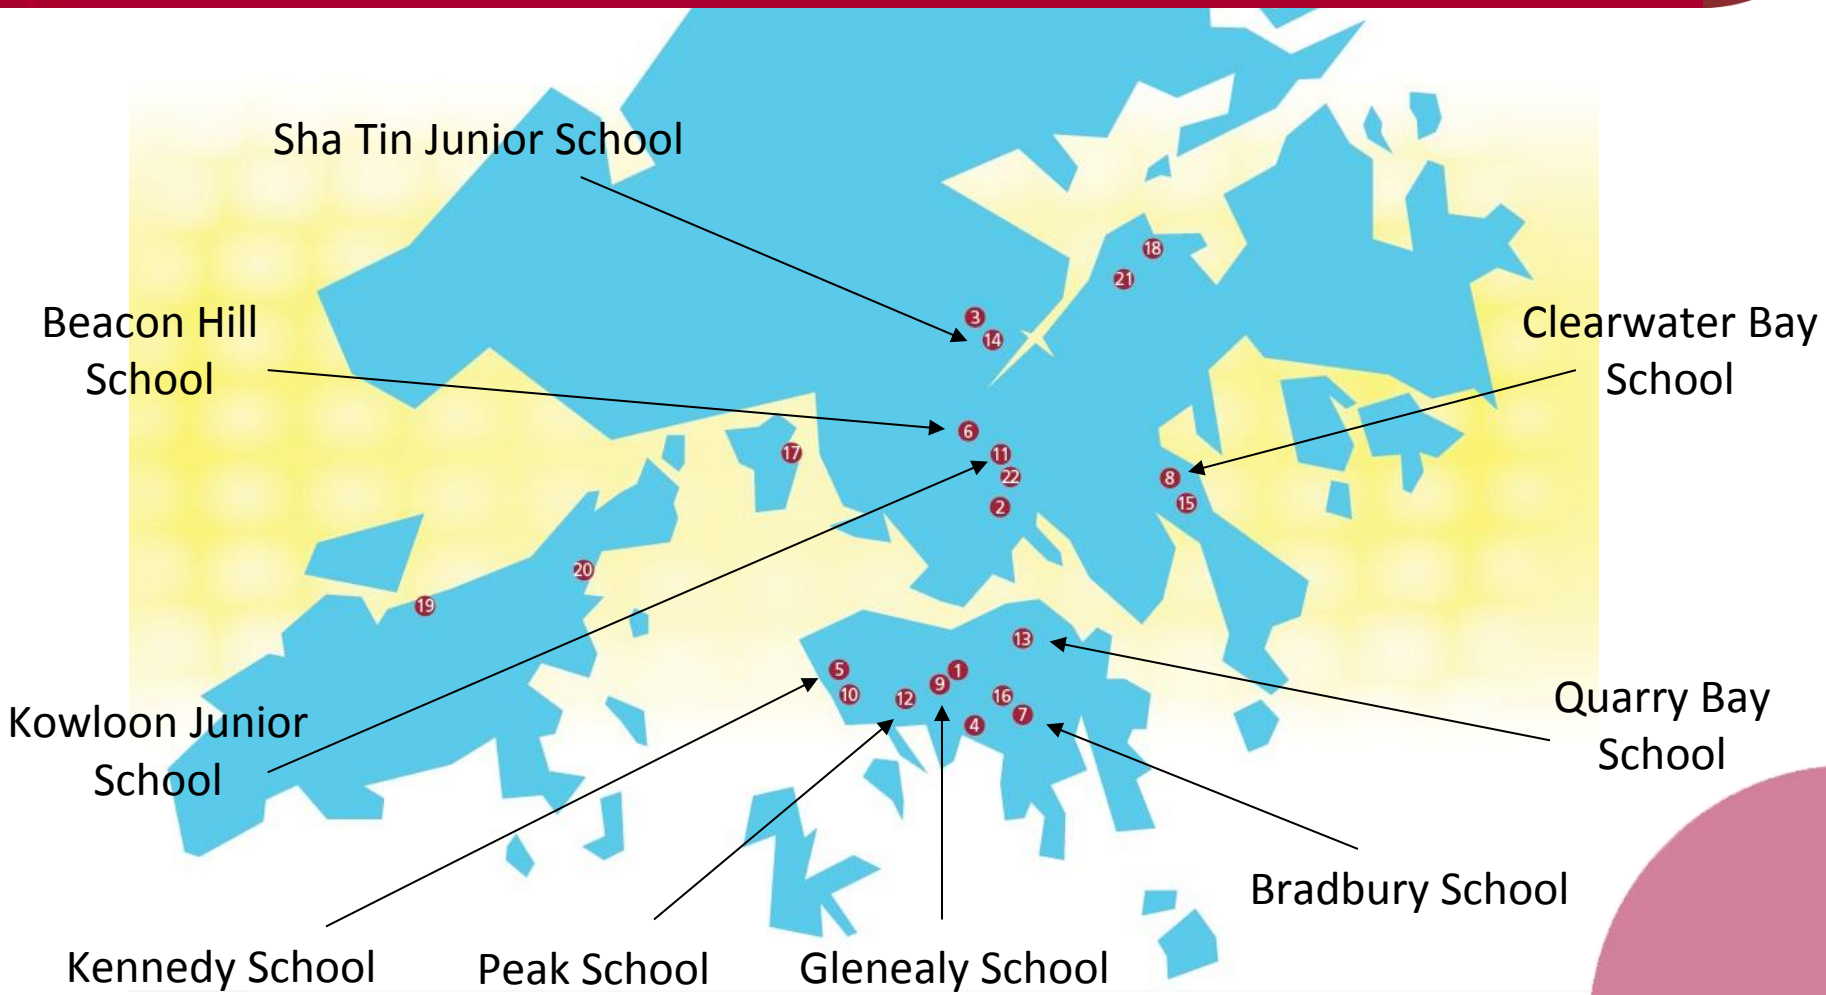 Sha Tin Junior School
18
21
Beacon Hill
School
3
14
Clearwater Bay
School
6
17
11
22
8
2
15
20
19
13
Kowloon Junior
School
5
1
10
9
12
16
7
4
Quarry Bay
School
Bradbury School
Kennedy School
Peak School
Glenealy School